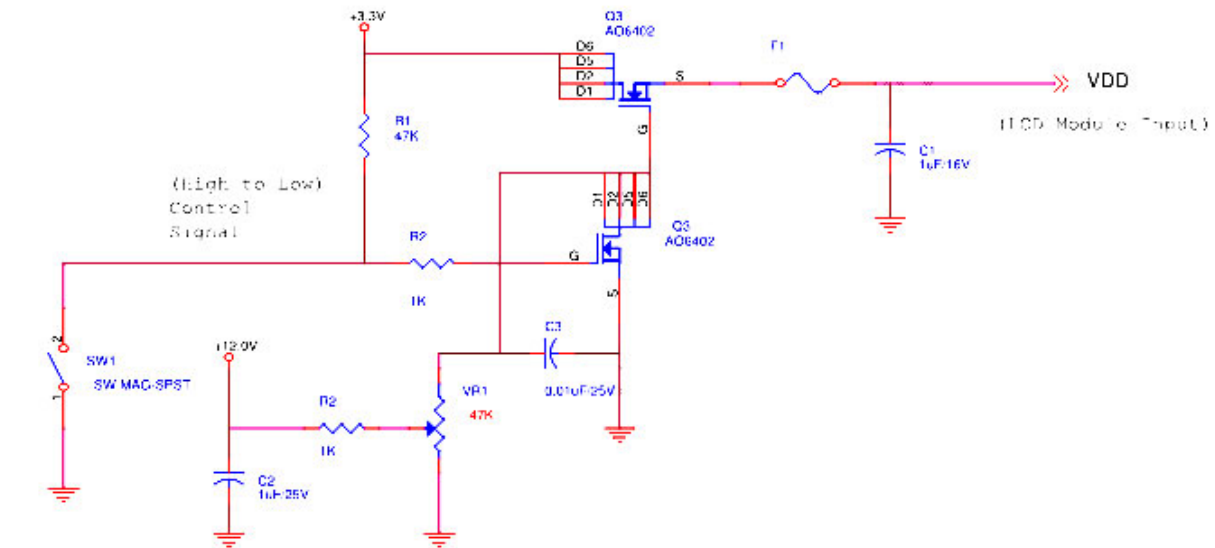 +3.3V
Q3
AO6402
D6
D5
D2
D1
S
G
F1
VDD
(LCD Module Input)
R1
47K
C1
1uF/16V
(High to Low)
Control
Signal
D1
D2
D5
D6
Q3
AO6402
R2
1K
G
S
2
SW1
SW MAG-SPST
1
+12.0V
C3
0.01uF/25V
VR1
47K
R2
1K
C2
1uF/25V